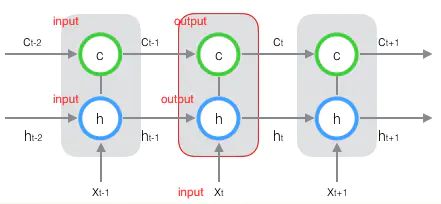 input output
Ct-2 c Ct-1 c Ct c Ct+1
input output
h h h
ht-2 ht-1 ht ht+1
Xt-1 input Xt Xt+1